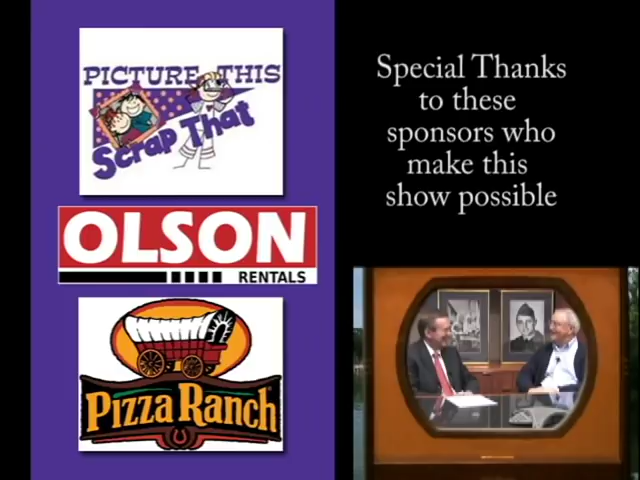 PICTURE THIS
Scrap That
OLSON
RENTALS
Pizza Ranch
Special Thanks
to these
sponsors who
make this
show possible